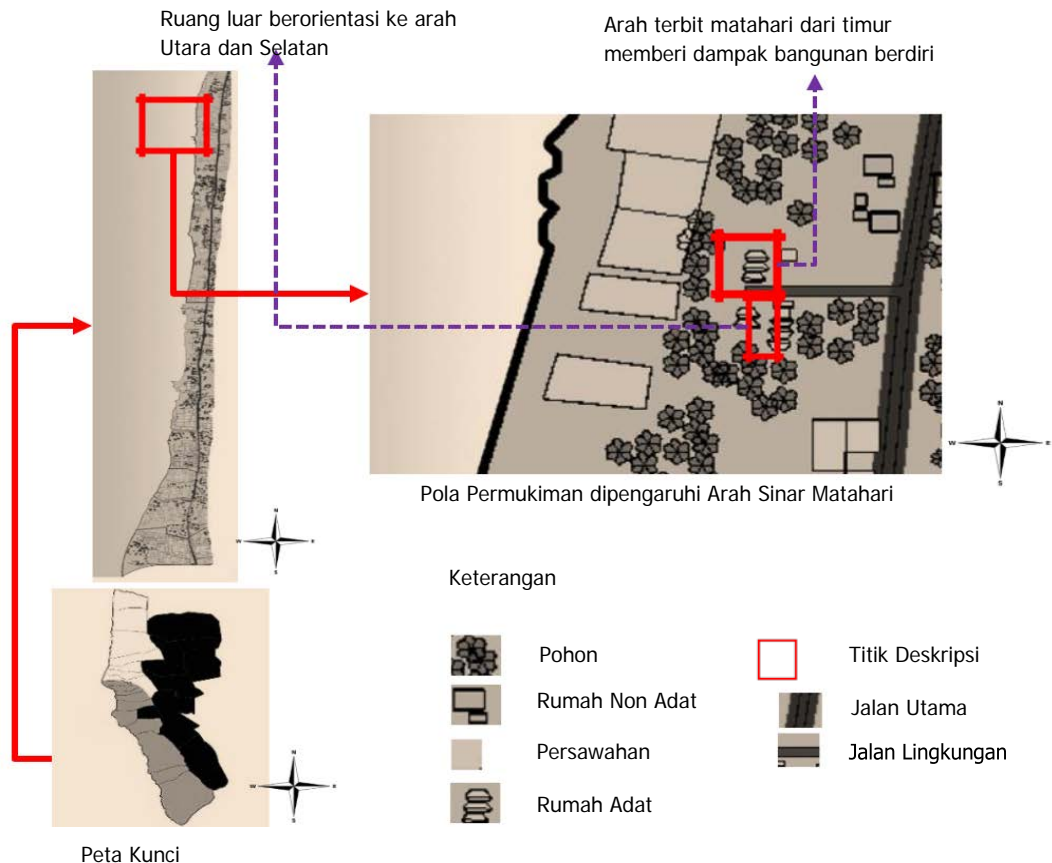 Ruang luar berorientasi ke arah
Utara dan Selatan
Arah terbit matahari dari timur
memberi dampak bangunan berdiri
N
W
E
S
Pola Permukiman dipengaruhi Arah Sinar Matahari
N
W
E
S
Keterangan
Pohon
Rumah Non Adat
Persawahan
Rumah Adat
Titik Deskripsi
Jalan Utama
Jalan Lingkungan
N
W
E
S
Peta Kunci